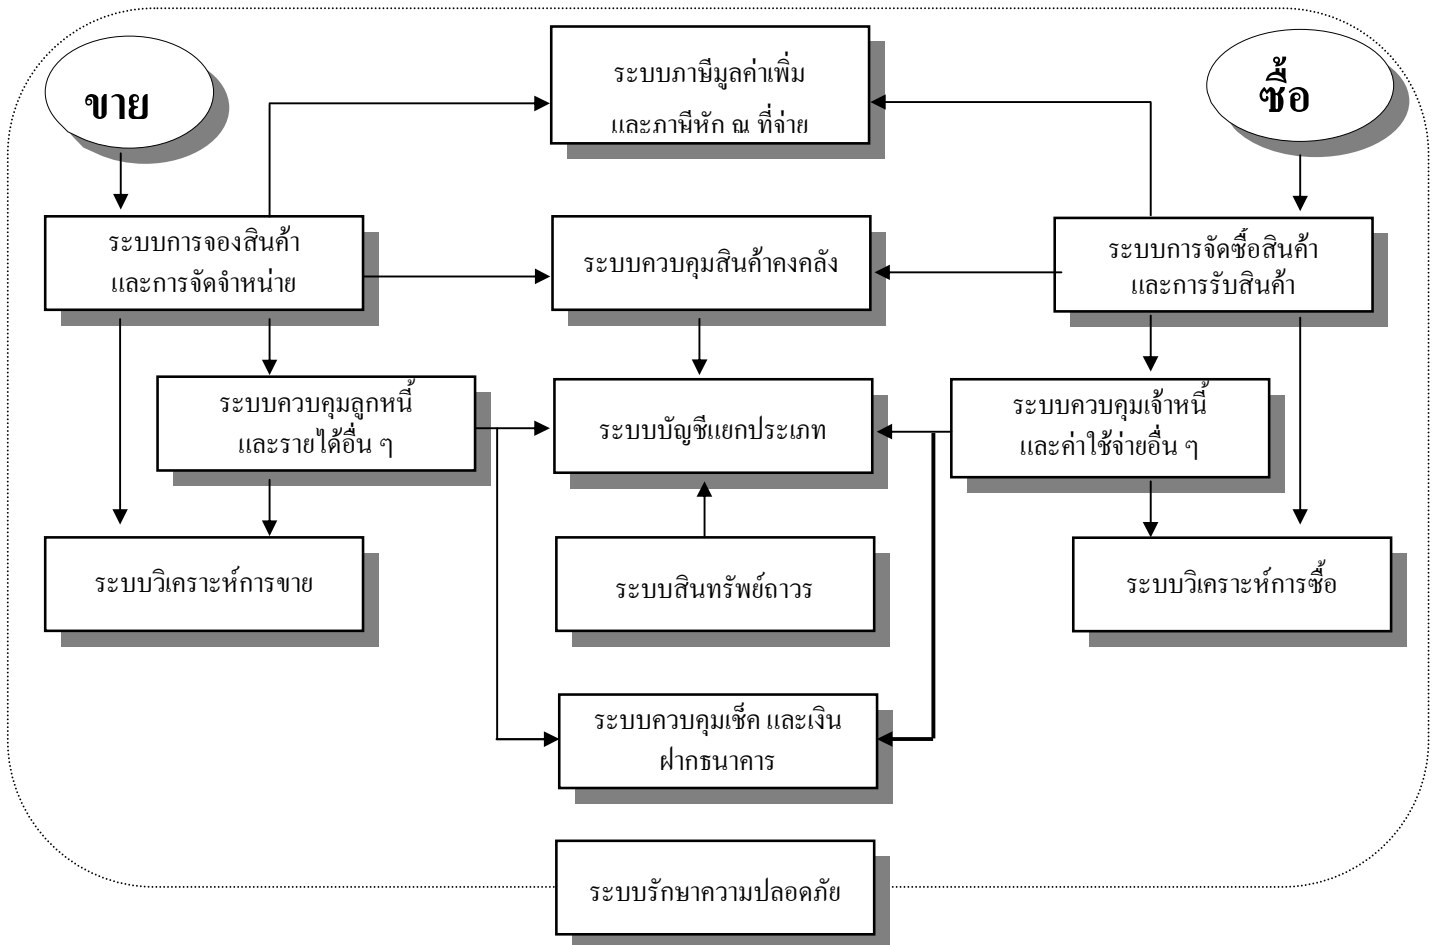 ขาย
ระบบภาษีมูลค่าเพิ่ม
และภาษีหัก ณ ที่จ่าย
ซื้อ
ระบบการจองสินค้า
และการจัดจำหน่าย
ระบบควบคุมสินค้าคงคลัง
ระบบการจัดซื้อสินค้า
และการรับสินค้า
ระบบควบคุมลูกหนี้
และรายได้อื่น ๆ
ระบบบัญชีแยกประเภท
ระบบควบคุมเจ้าหนี้
และค่าใช้จ่ายอื่น ๆ
ระบบวิเคราะห์การขาย
ระบบสินทรัพย์ถาวร
ระบบวิเคราะห์การซื้อ
ระบบควบคุมเช็ค และเงิน
ฝากธนาคาร
ระบบรักษาความปลอดภัย